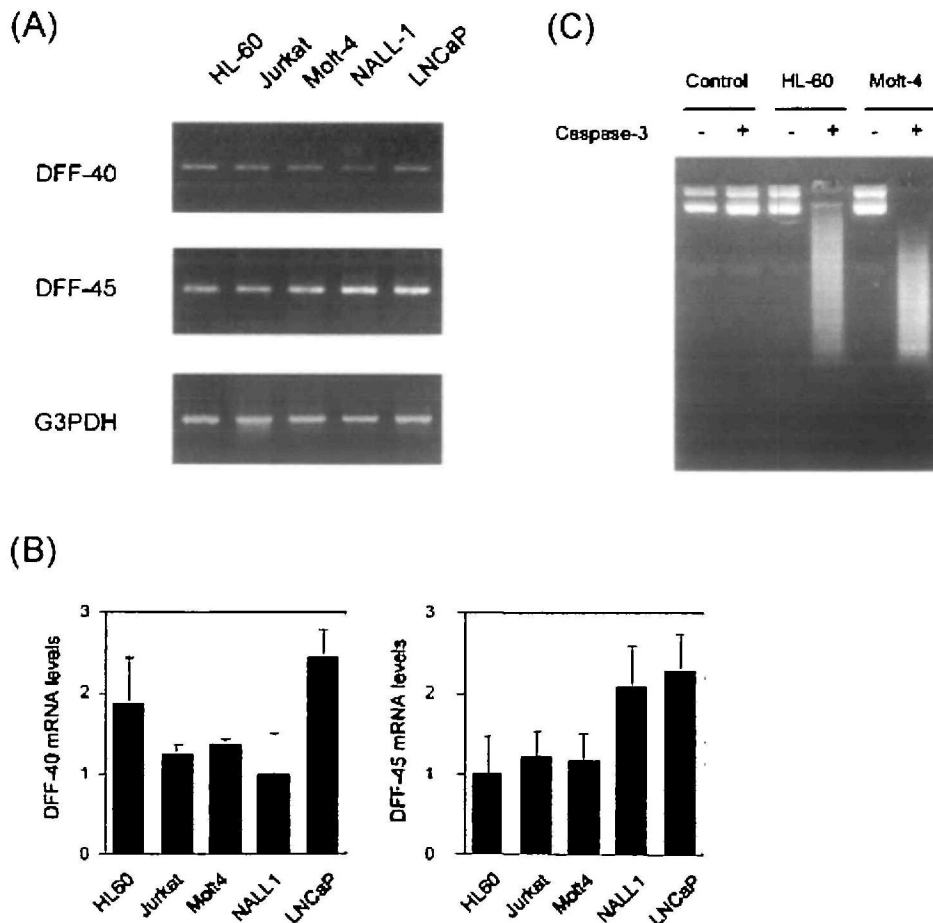 (A)
HL-60 Jurkat Molt-4 NALL-1 LNCaP
DFF-40
DFF-45
G3PDH
(C)
Control HL-60 Molt-4
Caspase-3 - + - + - +
(B)
3
2
1
0
DFF-40 mRNA levels
HL60 Jurkat Molt4 NALL1 LNCaP
3
2
1
0
DFF-45 mRNA levels
HL60 Jurkat Molt4 NALL1 LNCaP